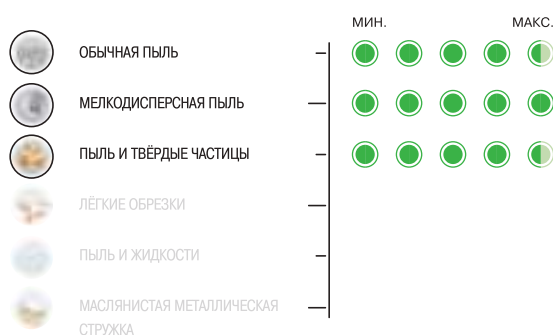 МИН. МАКС.
ОБЫЧНАЯ ПЫЛЬ
МЕЛКОДИСПЕРСНАЯ ПЫЛЬ
ПЫЛЬ И ТВЁРДЫЕ ЧАСТИЦЫ
ЛЁГКИЕ ОБРЕЗКИ
ПЫЛЬ И ЖИДКОСТИ
МАСЛЯНИСТАЯ МЕТАЛЛИЧЕСКАЯ
СТРУЖКА